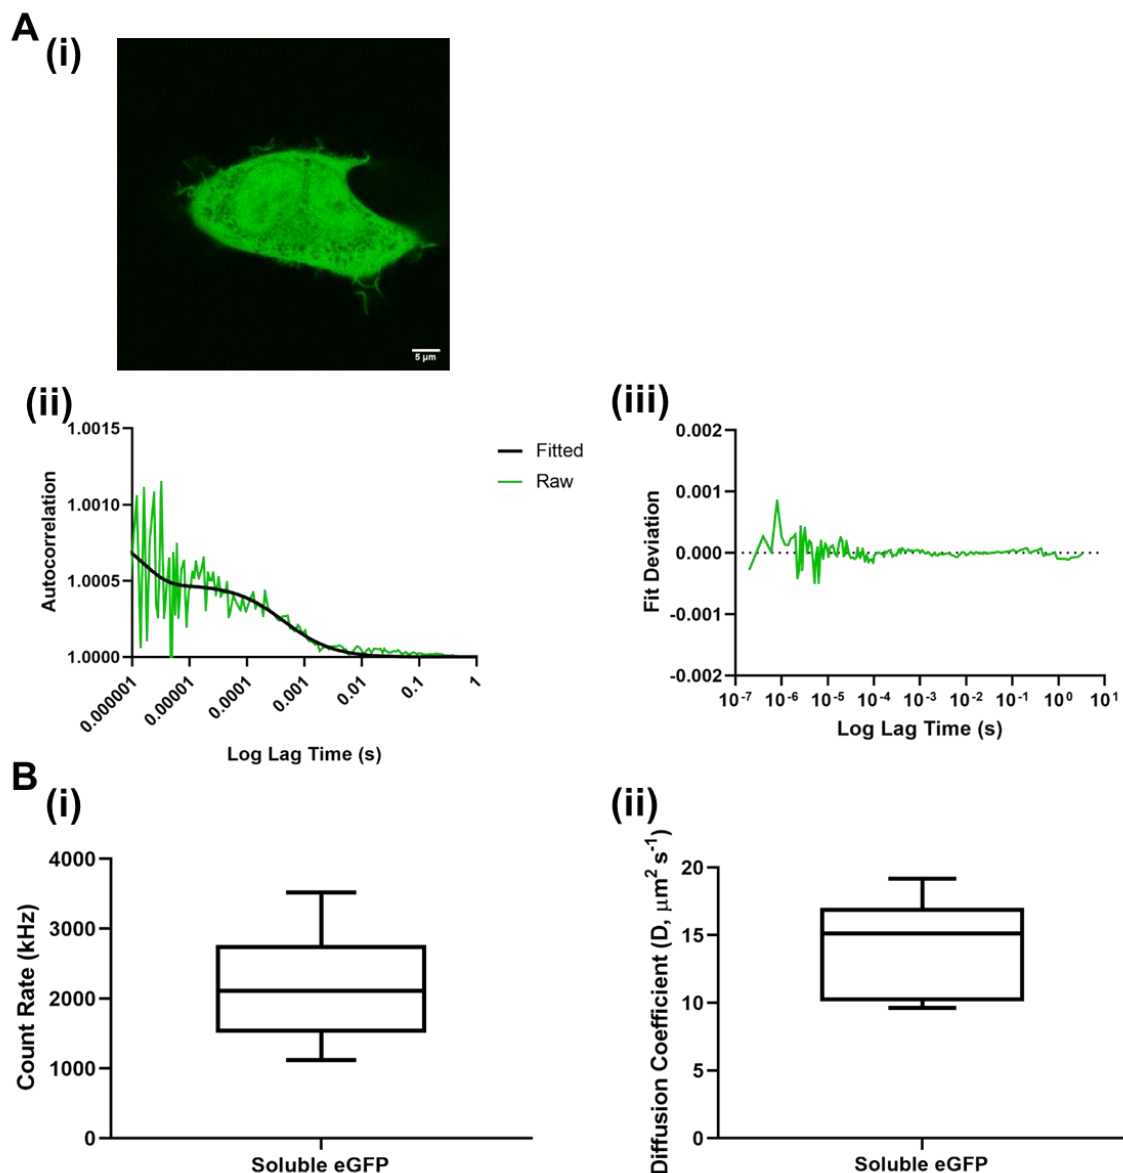 A
(i)
5 μm
(ii)
1.0015
1.0010
1.0005
1.0000
Autocorrelation
0.000001
0.00001
0.0001
0.001
0.01
0.1
1
Log Lag Time (s)
Fitted
Raw
(iii)
0.002
0.001
0.000
-0.001
-0.002
Fit Deviation
10-7
10-6
10-5
10-4
10-3
10-2
10-1
100
101
Log Lag Time (s)
B
(i)
4000
3000
2000
1000
0
Count Rate (kHz)
Soluble eGFP
(ii)
20
15
10
5
0
Diffusion Coefficient (D, μm2 s-1)
Soluble eGFP